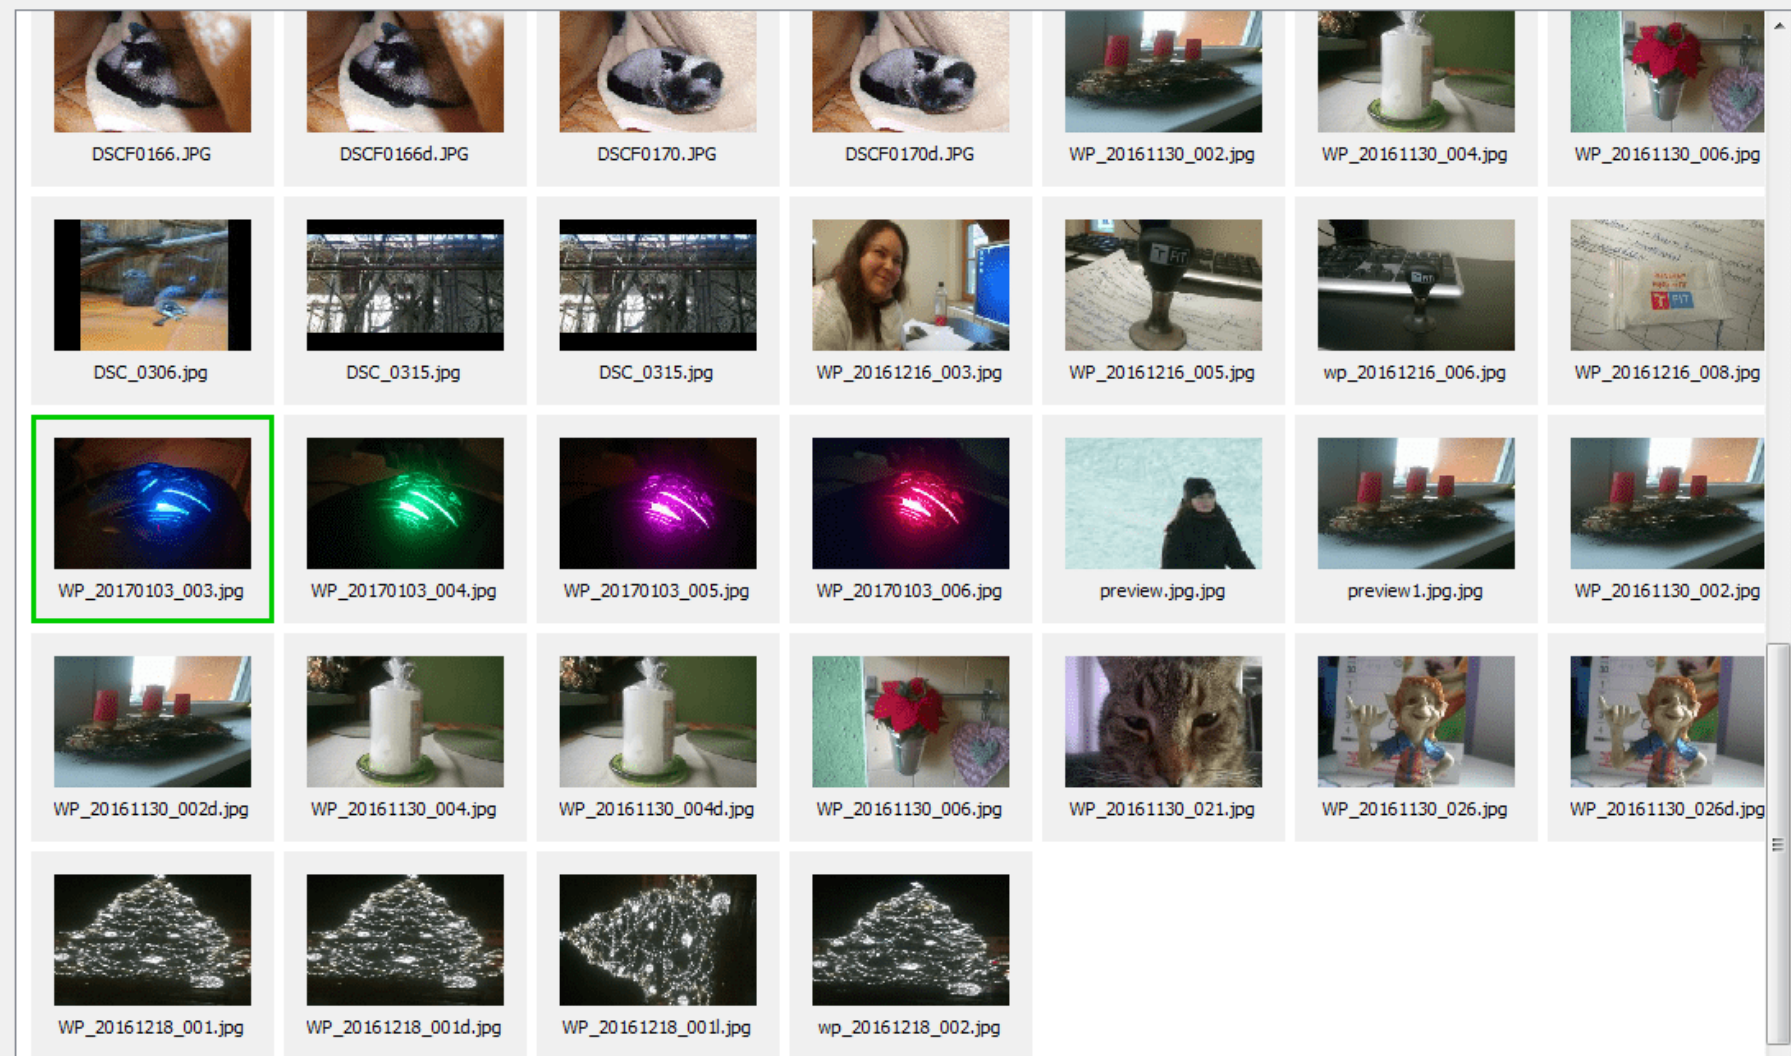 DSCF0166.JPG
DSCF0166d.JPG
DSCF0170.JPG
DSCF0170d.JPG
WP_20161130_002.jpg
WP_20161130_004.jpg
WP_20161130_006.jpg
T FIT
T FIT
T FIT
DSC_0306.jpg
DSC_0315.jpg
DSC_0315.jpg
WP_20161216_003.jpg
WP_20161216_005.jpg
wp_20161216_006.jpg
WP_20161216_008.jpg
WP_20170103_003.jpg
WP_20170103_004.jpg
WP_20170103_005.jpg
WP_20170103_006.jpg
preview.jpg.jpg
preview1.jpg.jpg
WP_20161130_002.jpg
WP_20161130_002d.jpg
WP_20161130_004.jpg
WP_20161130_004d.jpg
WP_20161130_006.jpg
WP_20161130_021.jpg
WP_20161130_026.jpg
WP_20161130_026d.jpg
WP_20161218_001.jpg
WP_20161218_001d.jpg
WP_20161218_001l.jpg
wp_20161218_002.jpg